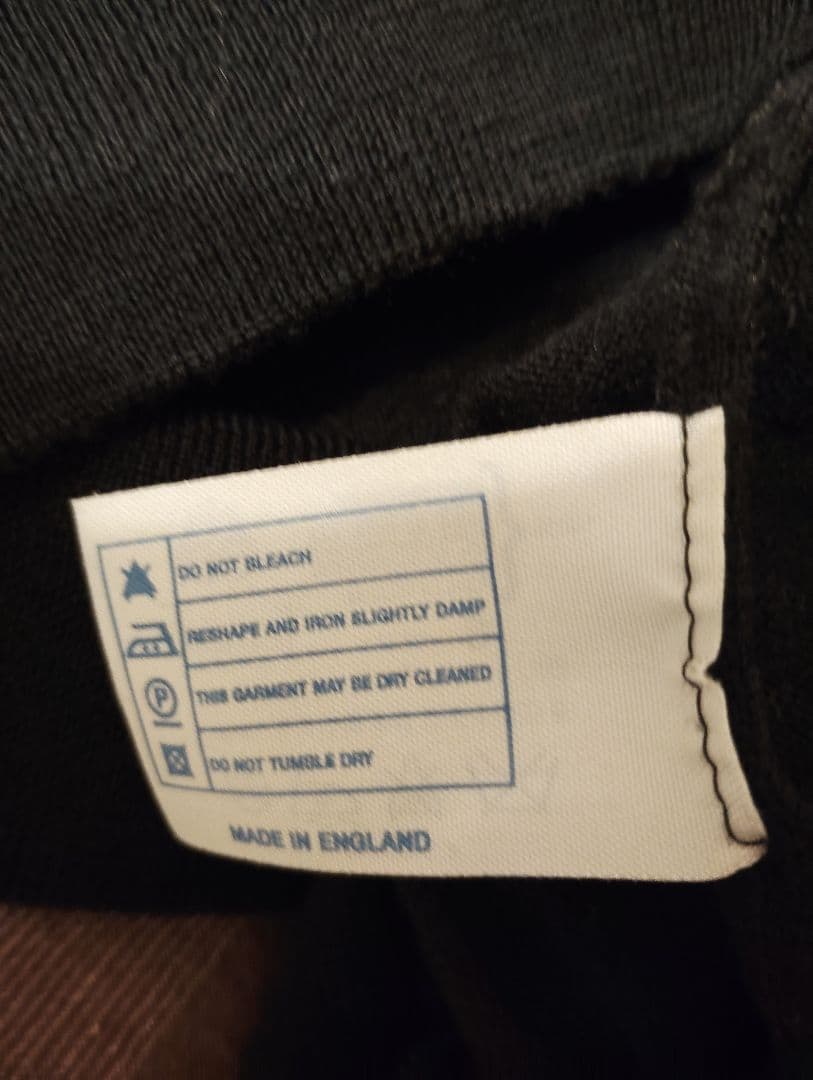 DO NOT BLEACH
RESHAPE AND IRON SLIGHTLY DAMP
P
THIS GARMENT MAY BE DRY CLEANED
DO NOT TUMBLE DRY
MADE IN ENGLAND